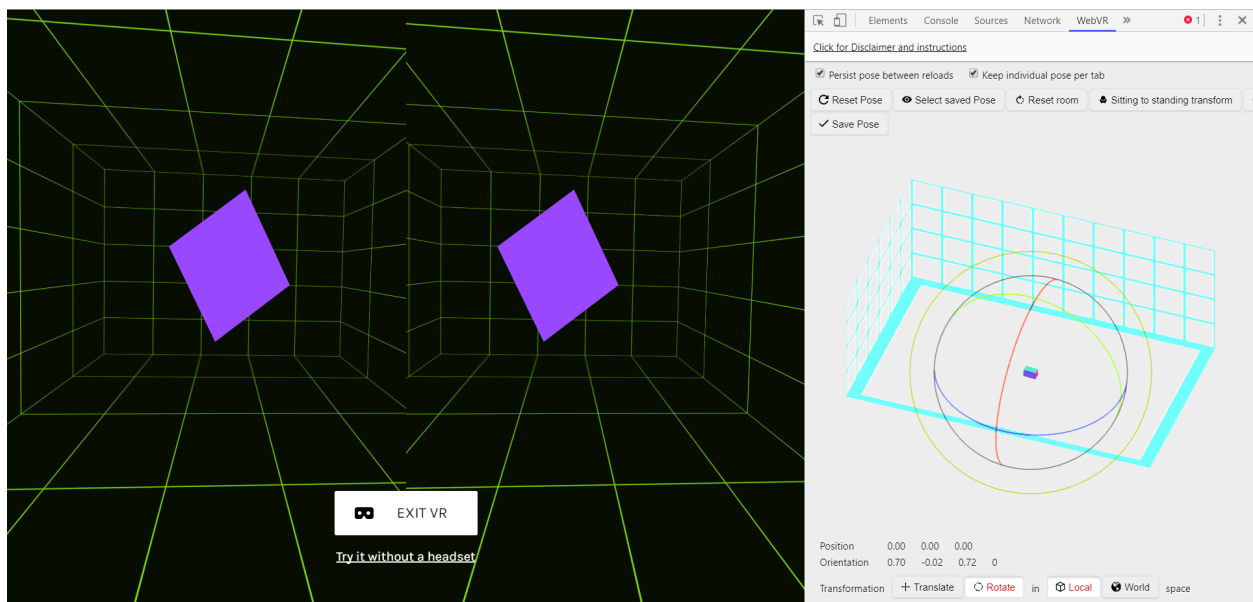 EXIT VR
Try it without a headset
Elements Console Sources Network WebVR » 1
Click for Disclaimer and instructions
Persist pose between reloads Keep individual pose per tab
Reset Pose Select saved Pose Reset room Sitting to standing transform
Save Pose
Position 0.00 0.00 0.00
Orientation 0.70 -0.02 0.72 0
Transformation Translate Rotate in Local World space